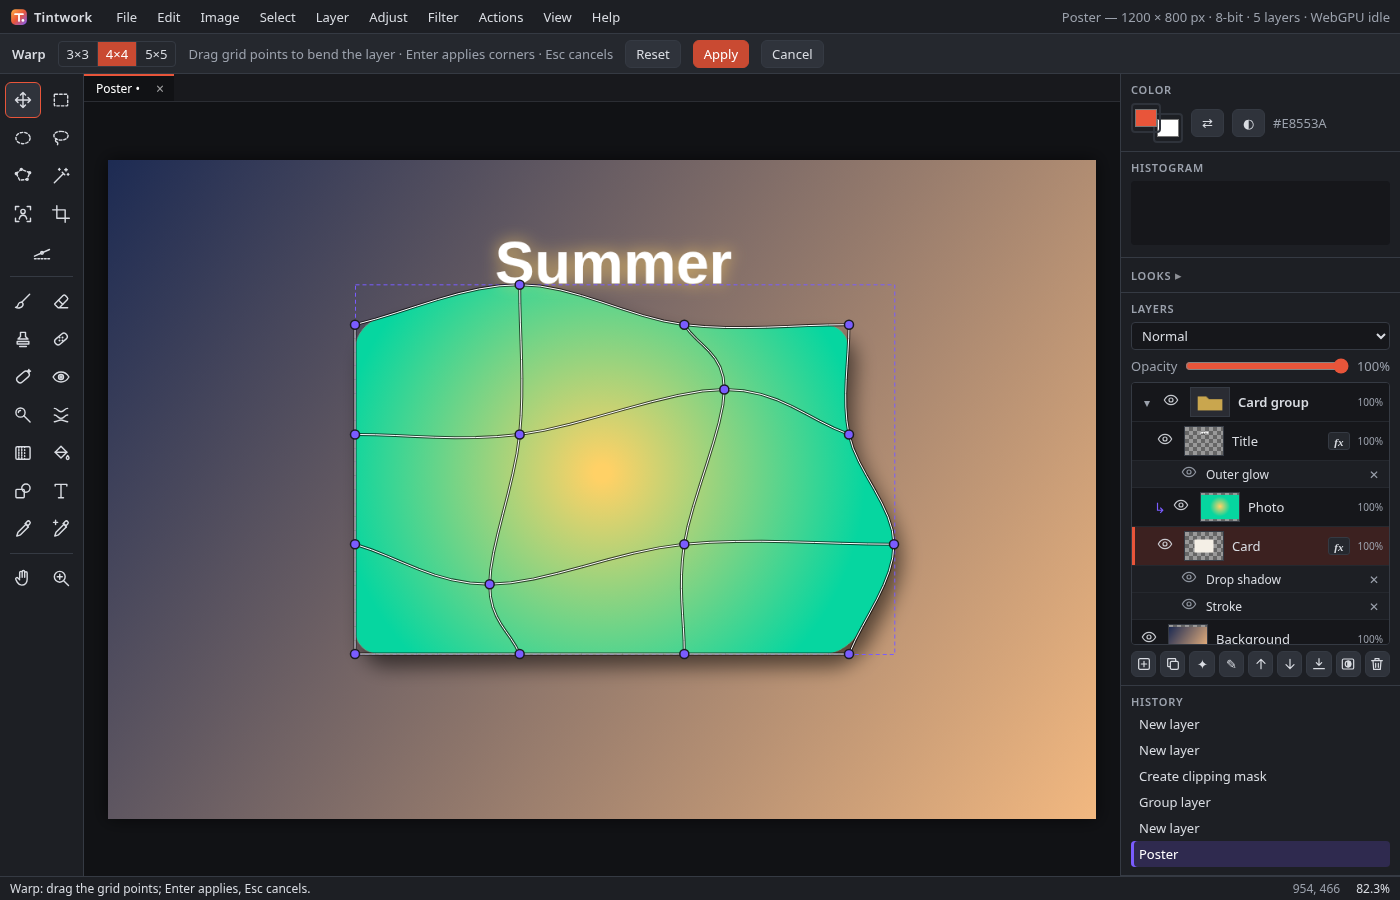 Tintwork File Edit Image Select Layer Adjust Filter Actions View Help Poster — 1200 × 800 px · 8-bit · 5 layers · WebGPU idle
Warp 3×3 4×4 5×5 Drag grid points to bend the layer · Enter applies corners · Esc cancels Reset Apply Cancel
Poster • ×
Summer
COLOR
#E8553A
HISTOGRAM
LOOKS ▸
LAYERS
Normal
Opacity 100%
Card group 100%
Title fx 100%
Outer glow ×
Photo 100%
Card fx 100%
Drop shadow ×
Stroke ×
Background 100%
HISTORY
New layer
New layer
Create clipping mask
Group layer
New layer
Poster
Warp: drag the grid points; Enter applies, Esc cancels. 954, 466 82.3%